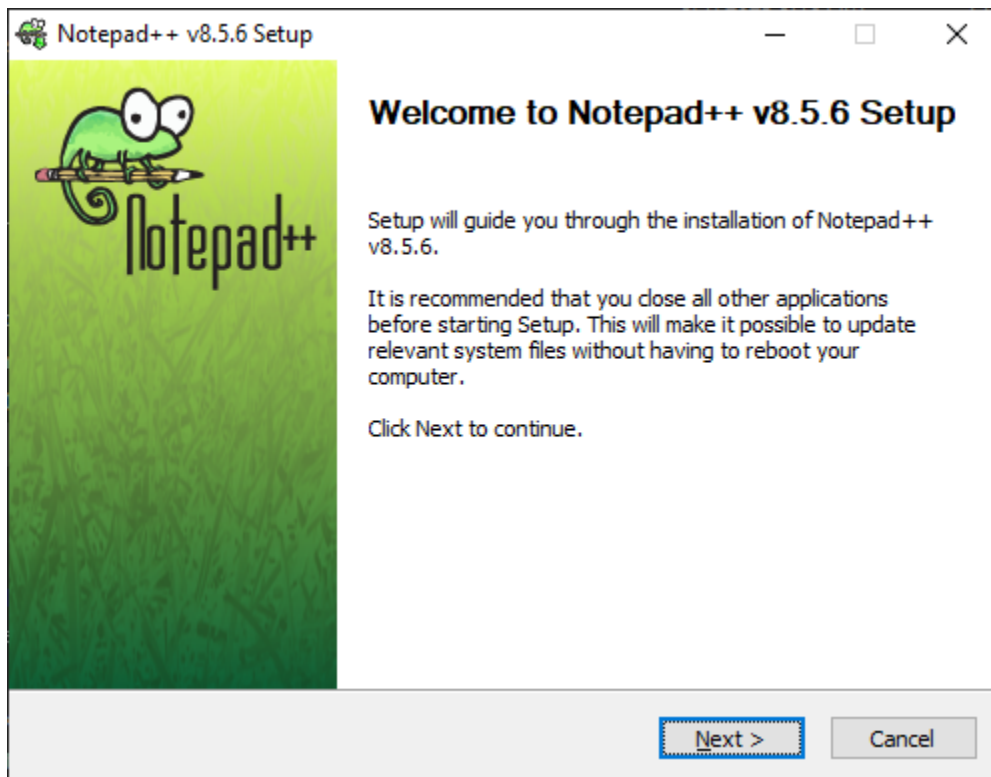 Notepad++ v8.5.6 Setup
Notepad++
Welcome to Notepad++ v8.5.6 Setup
Setup will guide you through the installation of Notepad++
v8.5.6.
It is recommended that you close all other applications
before starting Setup. This will make it possible to update
relevant system files without having to reboot your
computer.
Click Next to continue.
Next >
Cancel